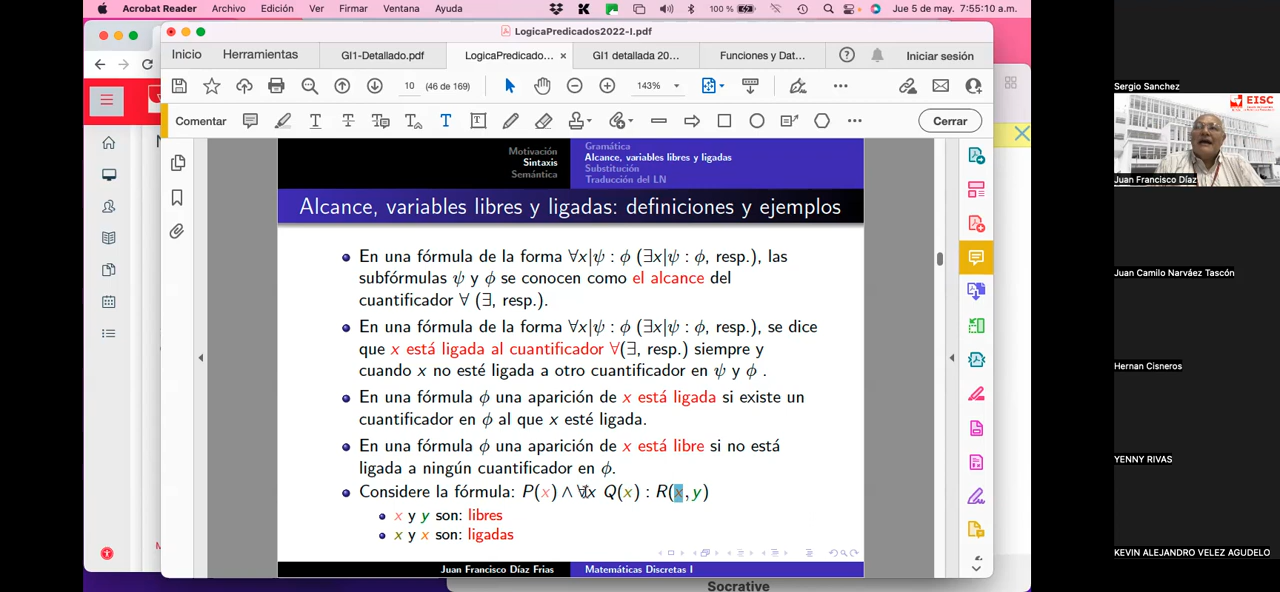 Acrobat Reader Archivo Edición Ver Firmar Ventana Ayuda 100 % Jue 5 de may. 7:55:10 a.m.
LogicaPredicados2022-I.pdf
Inicio Herramientas GI1-Detallado.pdf LogicaPredicado... × GI1 detallada 20... Funciones y Dat... Iniciar sesión
10 (46 de 169) 143%
Comentar Cerrar
Motivación
Sintaxis
Semántica
Gramática
Alcance, variables libres y ligadas
Substitución
Traducción del LN
Alcance, variables libres y ligadas: definiciones y ejemplos
En una fórmula de la forma ∀x|ψ : ϕ (∃x|ψ : ϕ, resp.), las
subfórmulas ψ y ϕ se conocen como el alcance del
cuantificador ∀ (∃, resp.).
En una fórmula de la forma ∀x|ψ : ϕ (∃x|ψ : ϕ, resp.), se dice
que x está ligada al cuantificador ∀(∃, resp.) siempre y
cuando x no esté ligada a otro cuantificador en ψ y ϕ .
En una fórmula ϕ una aparición de x está ligada si existe un
cuantificador en ϕ al que x esté ligada.
En una fórmula ϕ una aparición de x está libre si no está
ligada a ningún cuantificador en ϕ.
Considere la fórmula: P(x) ∧ ∀x Q(x) : R(x, y)
x y y son: libres
x y x son: ligadas
Juan Francisco Díaz Frias Matemáticas Discretas I
Socrative
Sergio Sanchez
EISC
Juan Francisco Díaz
Juan Camilo Narváez Tascón
Hernan Cisneros
YENNY RIVAS
KEVIN ALEJANDRO VELEZ AGUDELO